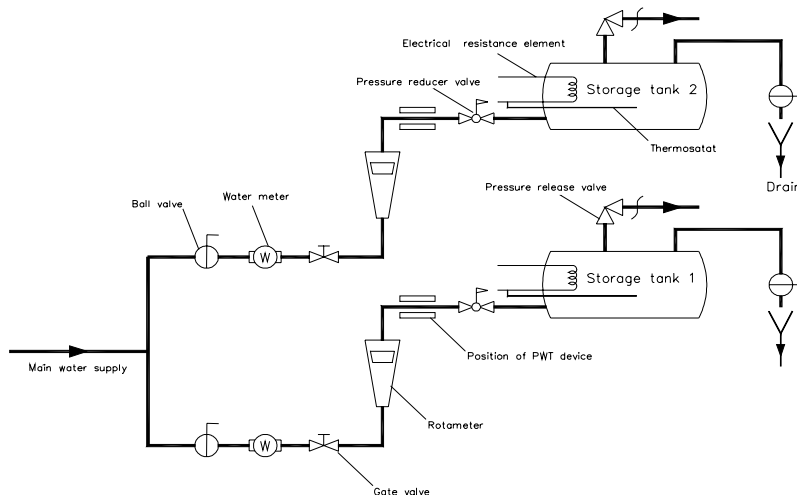 Electrical resistance element
Pressure reducer valve
Storage tank 2
Thermosatat
Drain
Pressure release valve
Water meter
Ball valve
W
Storage tank 1
Position of PWT device
Main water supply
Rotameter
W
Gate valve